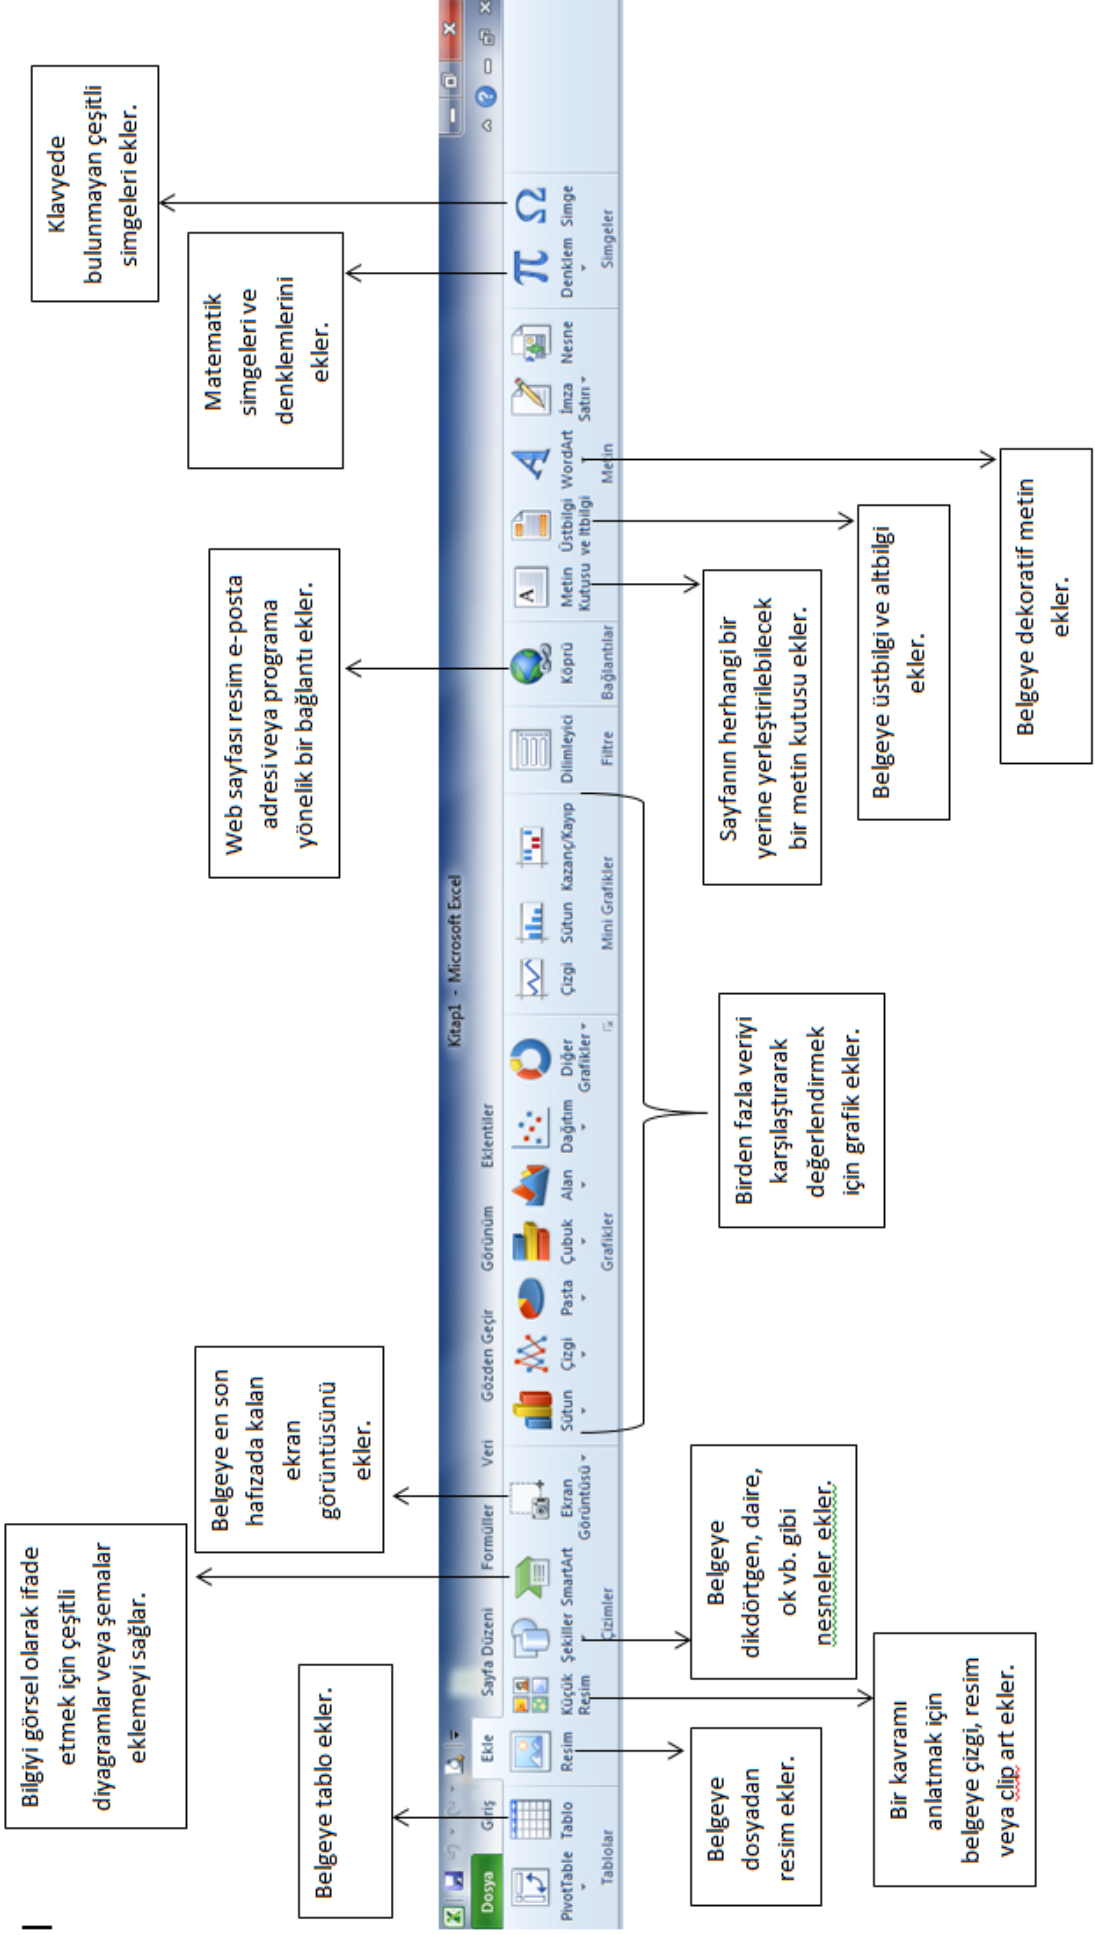 Bilgiyi görsel olarak ifade
etmek için çeşitli
diyagramlar veya şemalar
eklemeyi sağlar.
Belgeye en son
hafızada kalan
ekran
görüntüsünü
ekler.
Belgeye tablo ekler.
Web sayfası resim e-posta
adresi veya programa
yönelik bir bağlantı ekler.
Matematik
simgeleri ve
denklemlerini
ekler.
Klavyede
bulunmayan çeşitli
simgeleri ekler.
Kitap1 - Microsoft Excel
Dosya Giriş Ekle Sayfa Düzeni Formüller Veri Gözden Geçir Görünüm Eklentiler
PivotTable Tablo Resim Küçük Resim Şekiller SmartArt Ekran Görüntüsü Sütun Çizgi Pasta Çubuk Alan Dağıtım Diğer Grafikler Çizgi Sütun Kazanç/Kayıp Dilimleyici Köprü Metin Kutusu Üstbilgi ve ltbilgi WordArt İmza Satırı Nesne Denklem Simge
Tablolar Çizimler Grafikler Mini Grafikler Filtre Bağlantılar Metin Simgeler
Belgeye
dosyadan
resim ekler.
Bir kavramı
anlatmak için
belgeye çizgi, resim
veya clip art ekler.
Belgeye
dikdörtgen, daire,
ok vb. gibi
nesneler ekler.
Birden fazla veriyi
karşılaştırarak
değerlendirmek
için grafik ekler.
Sayfanın herhangi bir
yerine yerleştirilebilecek
bir metin kutusu ekler.
Belgeye üstbilgi ve altbilgi
ekler.
Belgeye dekoratif metin
ekler.